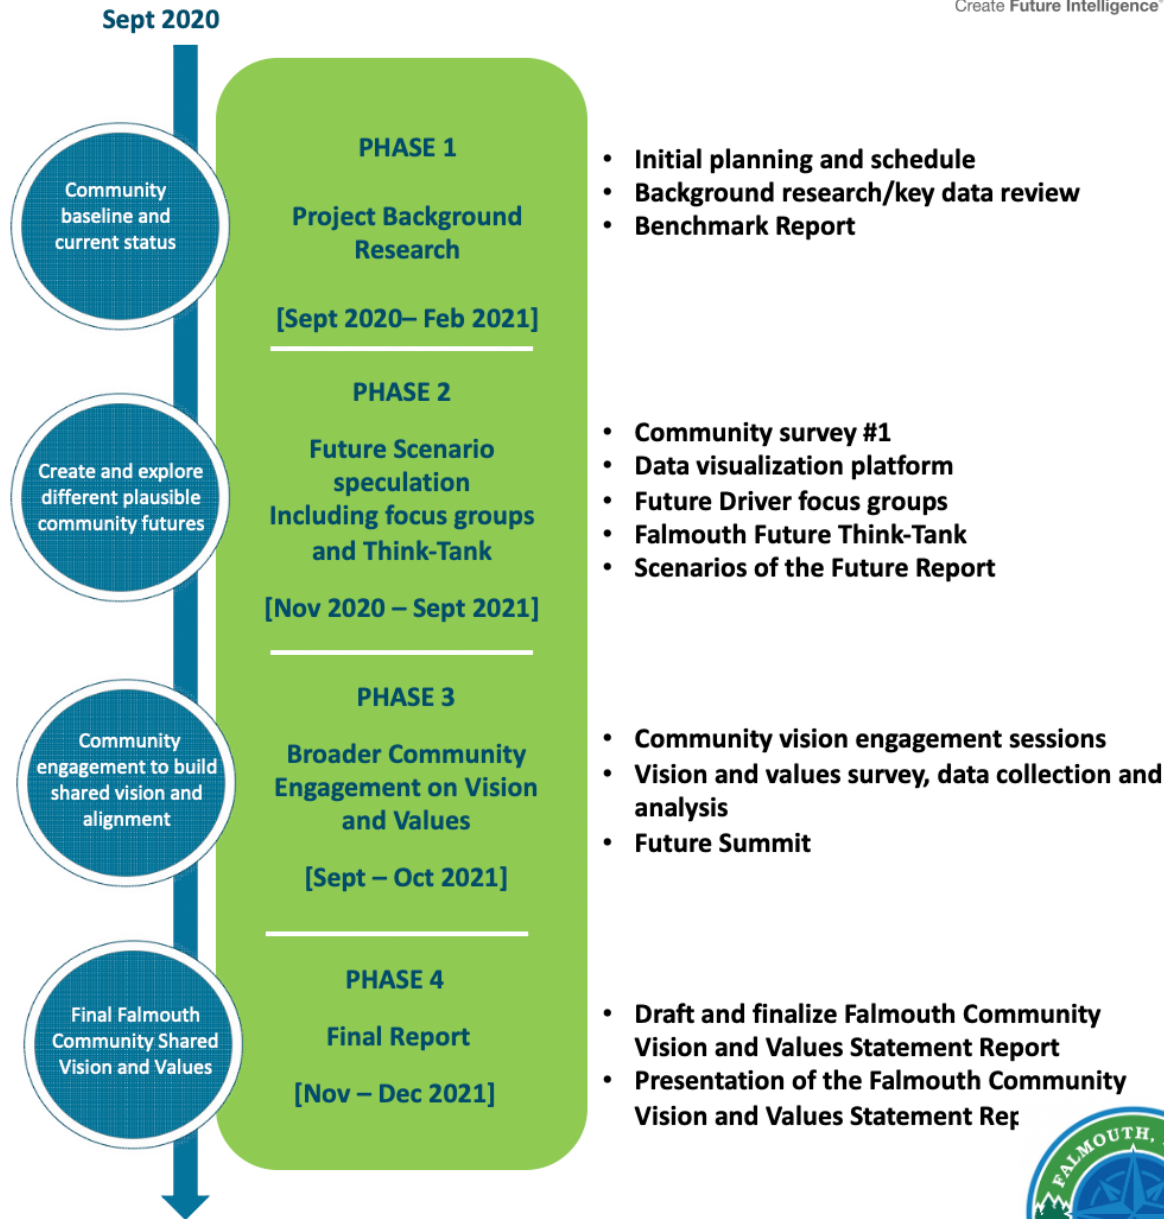 Sept 2020
Create Future Intelligence®
Community
baseline and
current status
PHASE 1
Project Background
Research
[Sept 2020– Feb 2021]
• Initial planning and schedule
• Background research/key data review
• Benchmark Report
Create and explore
different plausible
community futures
PHASE 2
Future Scenario
speculation
Including focus groups
and Think-Tank
[Nov 2020 – Sept 2021]
• Community survey #1
• Data visualization platform
• Future Driver focus groups
• Falmouth Future Think-Tank
• Scenarios of the Future Report
Community
engagement to build
shared vision and
alignment
PHASE 3
Broader Community
Engagement on Vision
and Values
[Sept – Oct 2021]
• Community vision engagement sessions
• Vision and values survey, data collection and
analysis
• Future Summit
Final Falmouth
Community Shared
Vision and Values
PHASE 4
Final Report
[Nov – Dec 2021]
• Draft and finalize Falmouth Community
Vision and Values Statement Report
• Presentation of the Falmouth Community
Vision and Values Statement Rep
FALMOUTH,